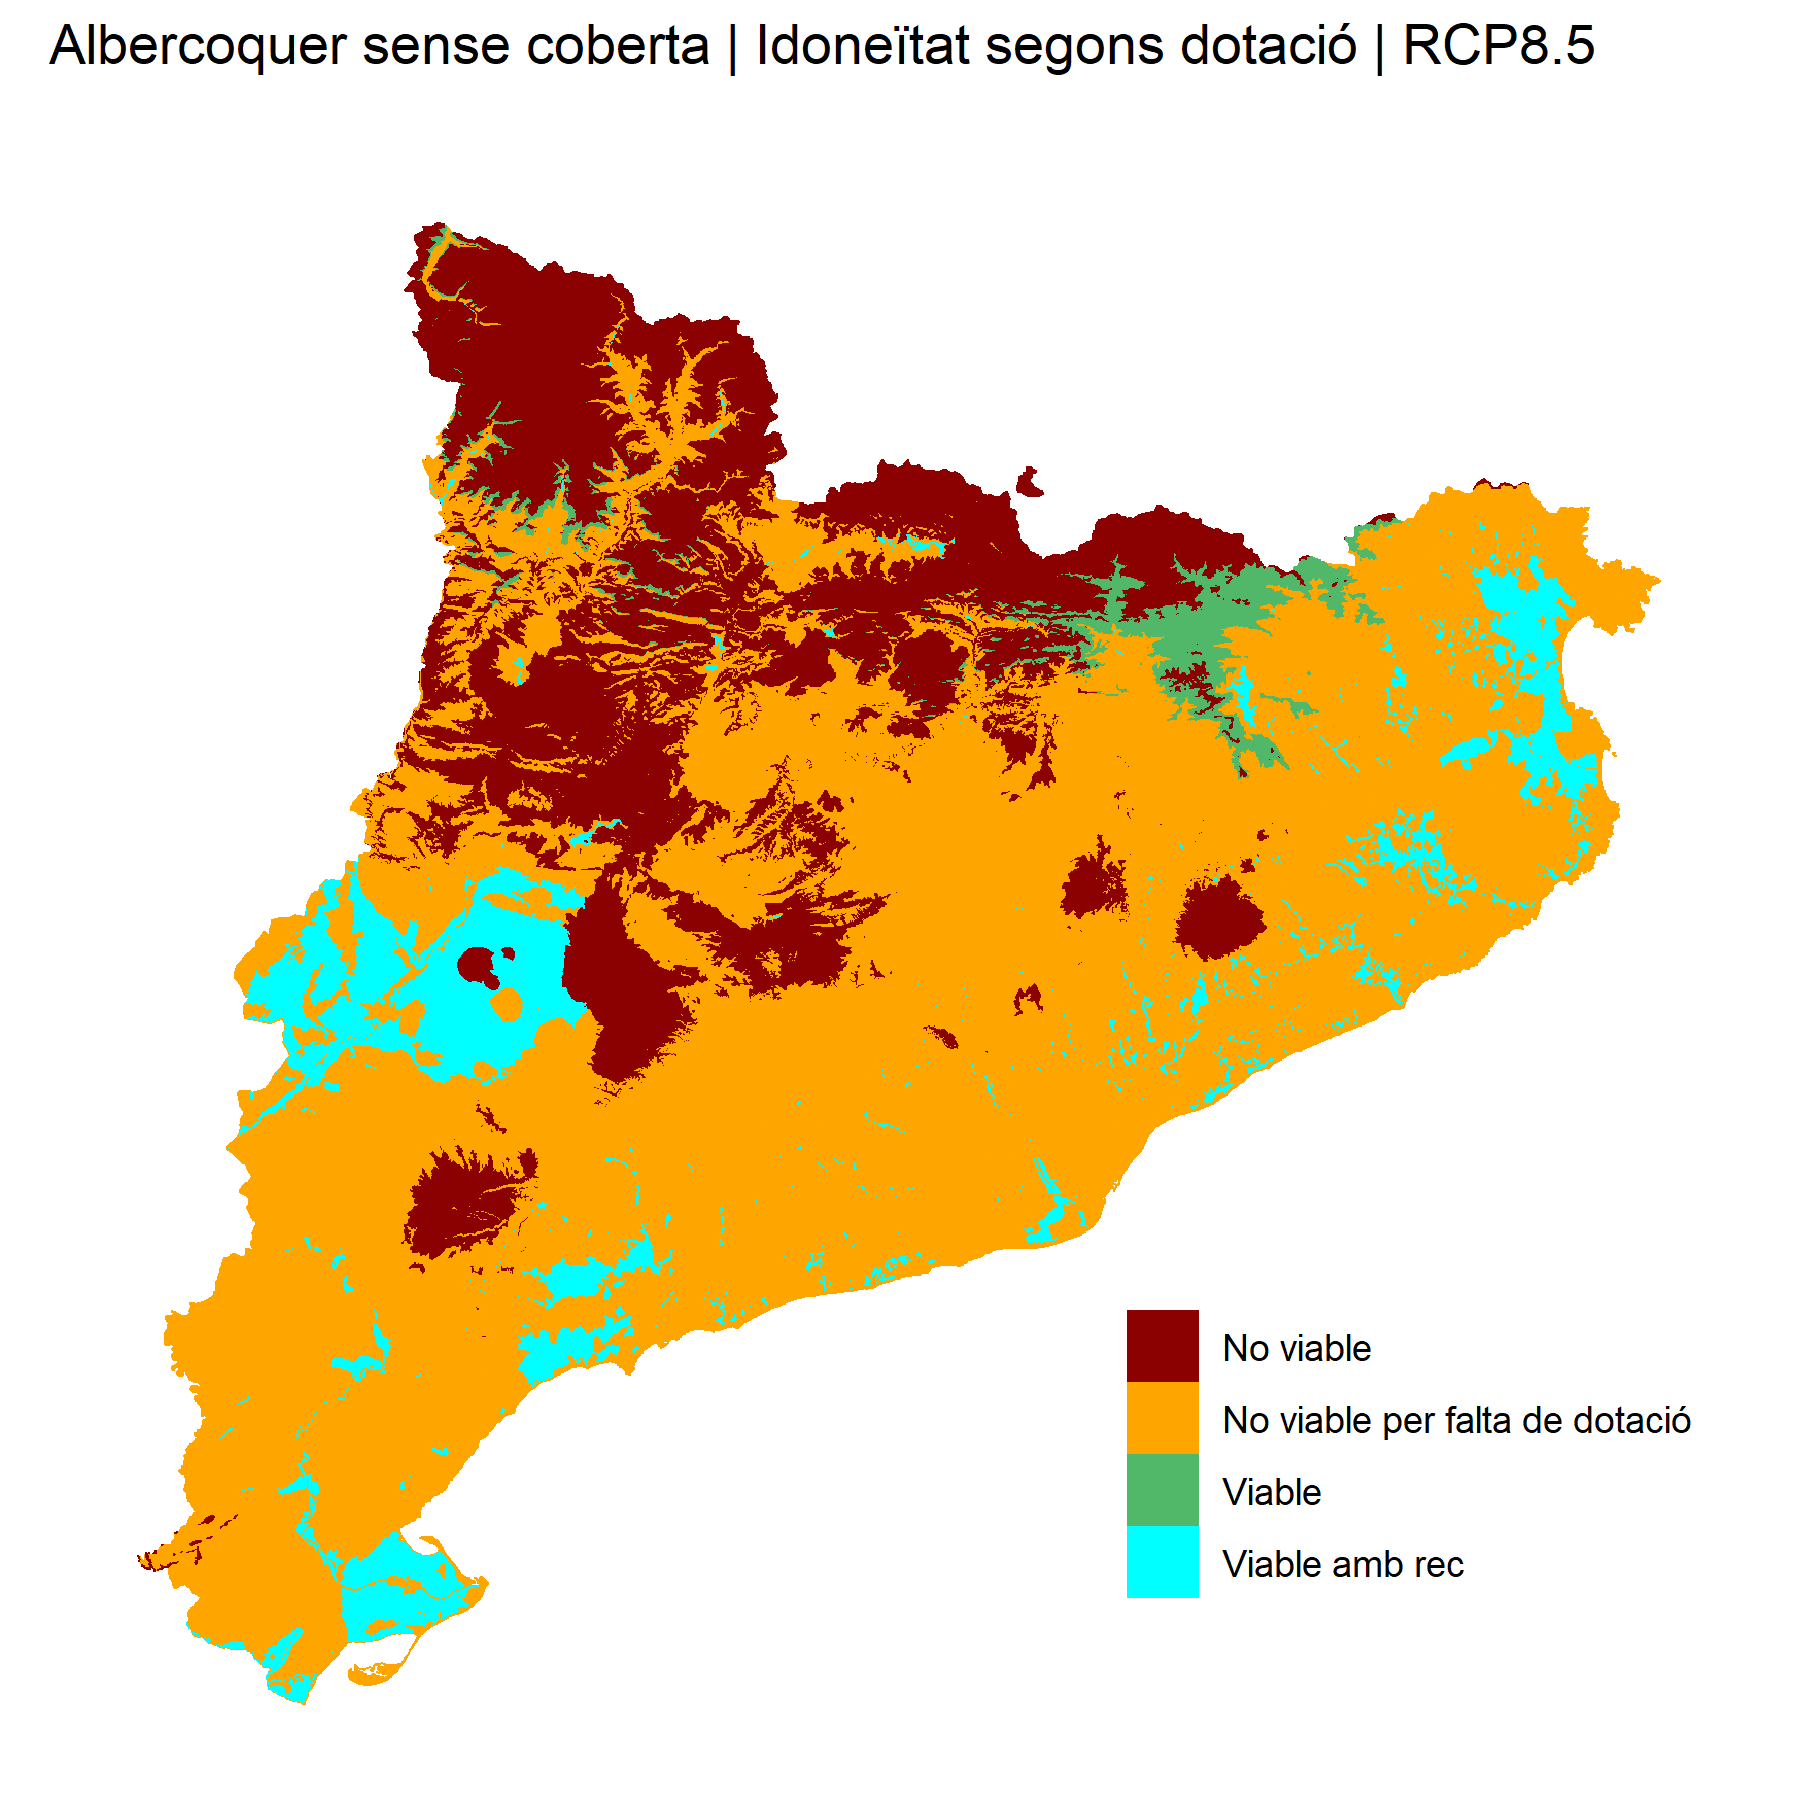 Albercoquer sense coberta | Idoneïtat segons dotació | RCP8.5
No viable
No viable per falta de dotació
Viable
Viable amb rec